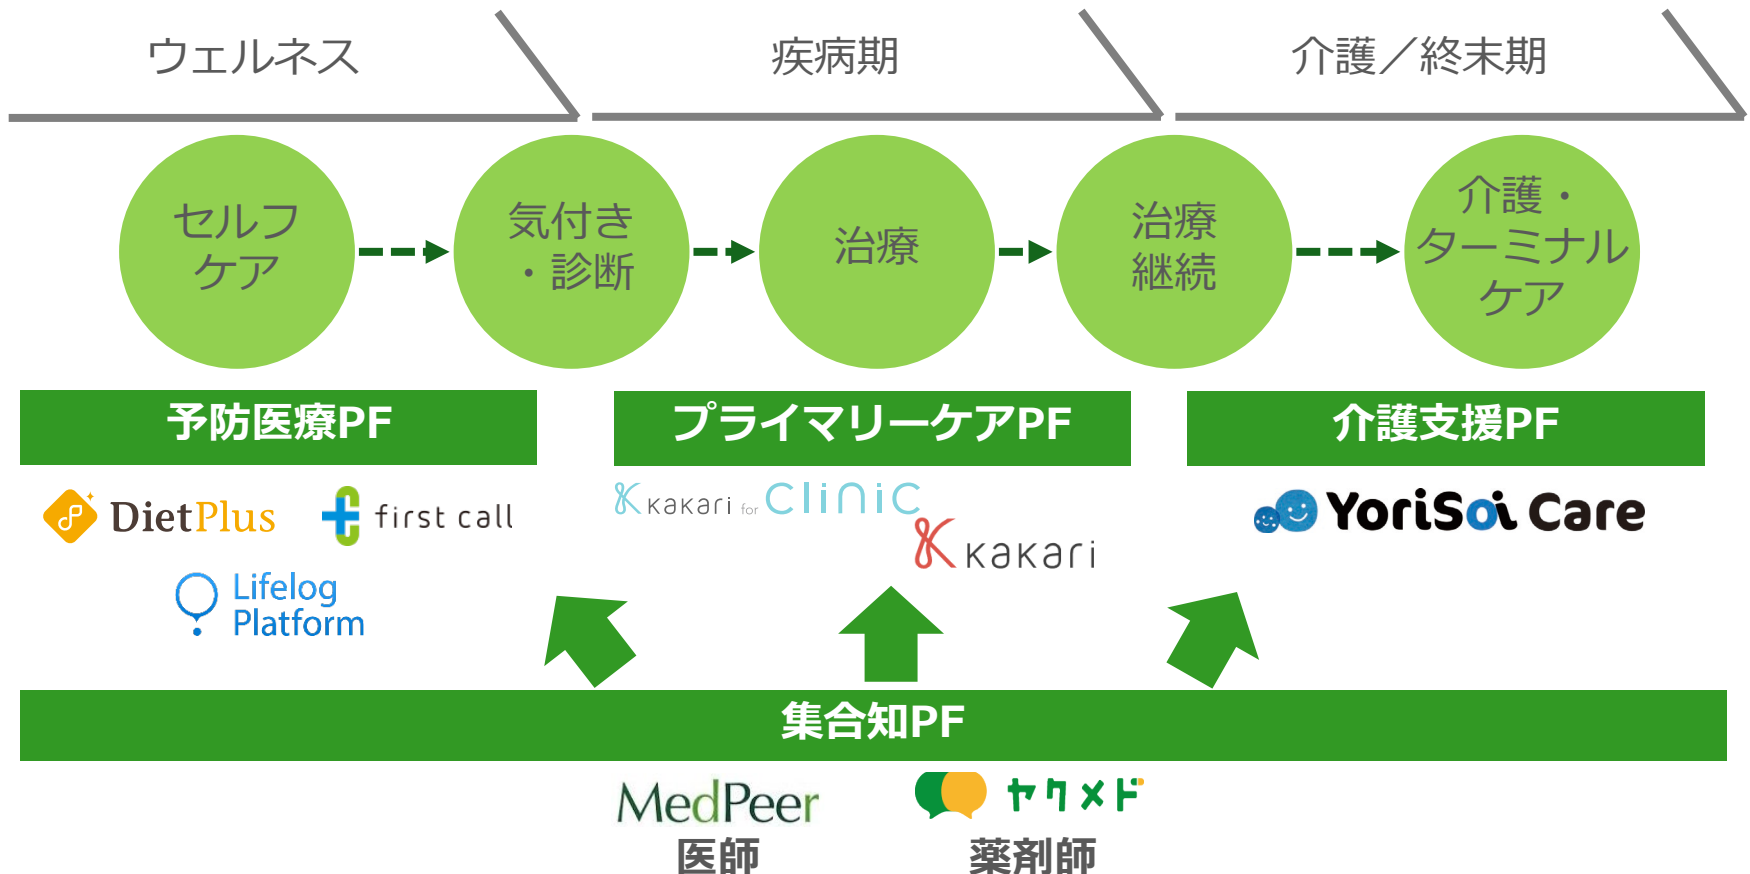 ウェルネス
疾病期
介護／終末期
セルフ
ケア
気付き
・診断
治療
治療
継続
介護・
ターミナル
ケア
予防医療PF
プライマリーケアPF
介護支援PF
DietPlus
first call
Lifelog
Platform
kakari for CliniC
kakari
YoriSoi Care
集合知PF
MedPeer
医師
ヤクメド
薬剤師